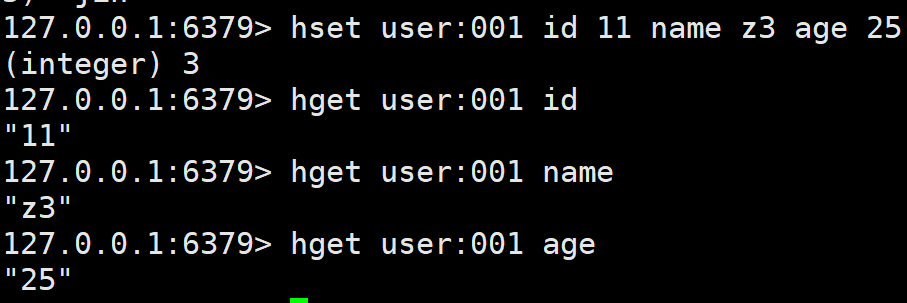 127.0.0.1:6379> hset user:001 id 11 name z3 age 25
(integer) 3
127.0.0.1:6379> hget user:001 id
"11"
127.0.0.1:6379> hget user:001 name
"z3"
127.0.0.1:6379> hget user:001 age
"25"